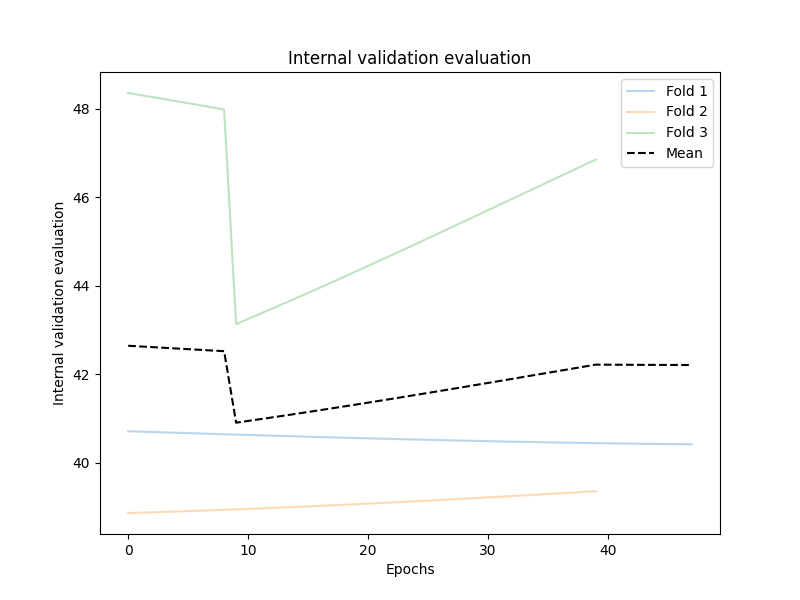 Internal validation evaluation
Fold 1
Fold 2
Fold 3
Mean
Internal validation evaluation
48
46
44
42
40
0
10
20
30
40
Epochs